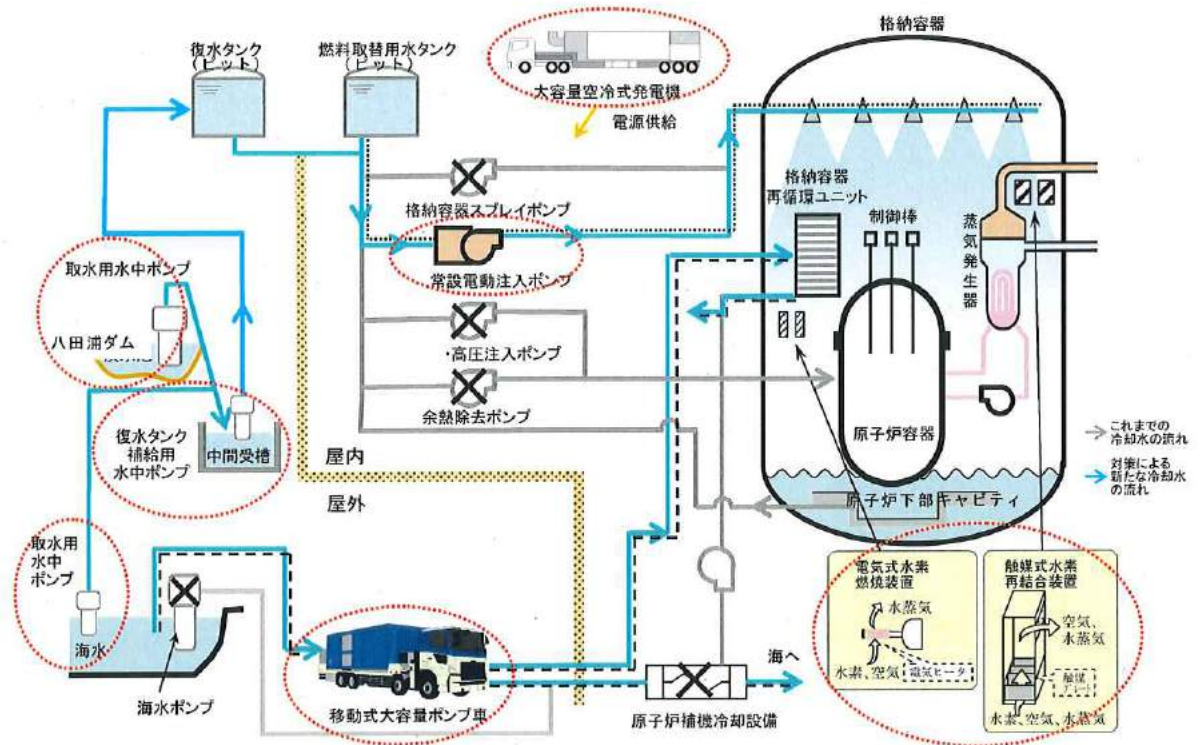 復水タンク
(ピット)
燃料取替用水タンク
(ピット)
大容量空冷式発電機
電源供給
格納容器
格納容器スプレイポンプ
格納容器
再循環ユニット
制御棒
蒸気発生器
取水用水中ポンプ
常設電動注入ポンプ
八田浦ダム
・高圧注入ポンプ
余熱除去ポンプ
復水タンク
補給用
水中ポンプ
中間受槽
屋内
屋外
原子炉容器
これまでの
冷却水の流れ
対策による
新たな冷却水
の流れ
原子炉下部キャビティ
取水用
水中
ポンプ
海水
海水ポンプ
移動式大容量ポンプ車
原子炉補機冷却設備
海へ
電気式水素
燃焼装置
水蒸気
水素、空気
電気ヒータ
触媒式水素
再結合装置
空気、
水蒸気
触媒
プレート
水素、空気、水蒸気